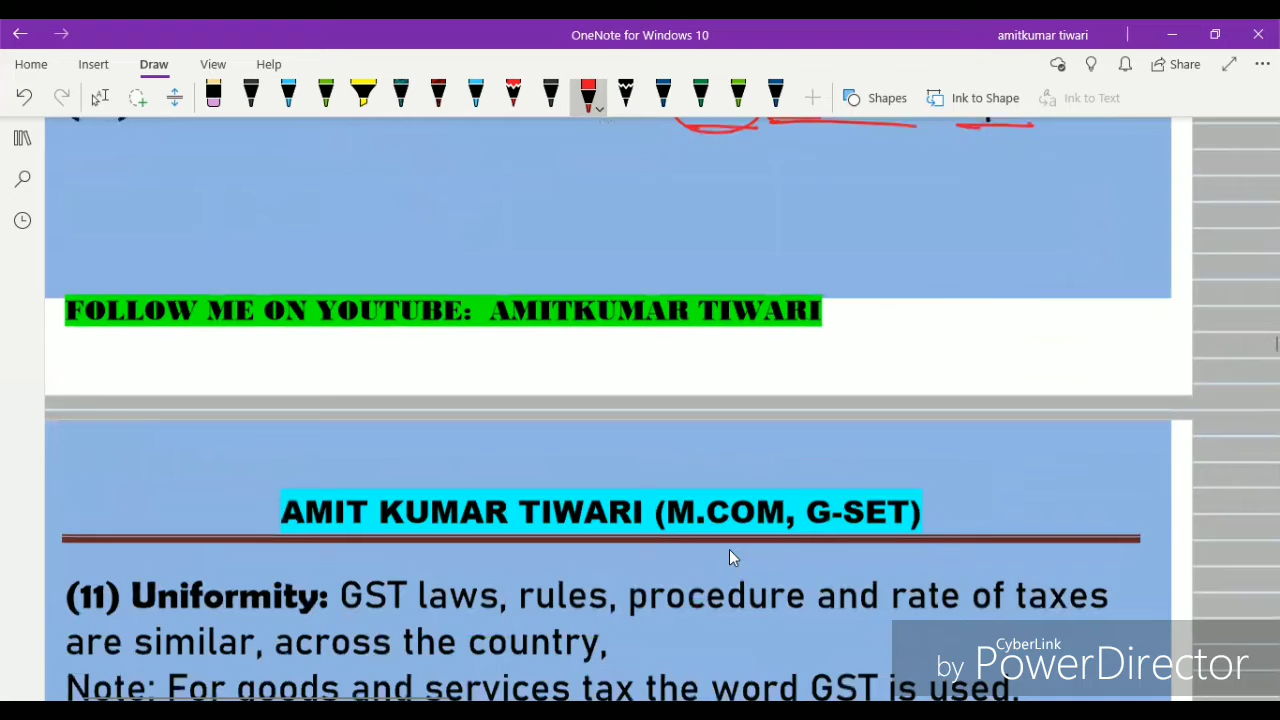 OneNote for Windows 10
amitkumar tiwari
Home Insert Draw View Help
Share
Shapes Ink to Shape Ink to Text
FOLLOW ME ON YOUTUBE: AMITKUMAR TIWARI
AMIT KUMAR TIWARI (M.COM, G-SET)
(11) Uniformity: GST laws, rules, procedure and rate of taxes
are similar, across the country,
Note: For goods and services tax the word GST is used.
by CyberLink PowerDirector